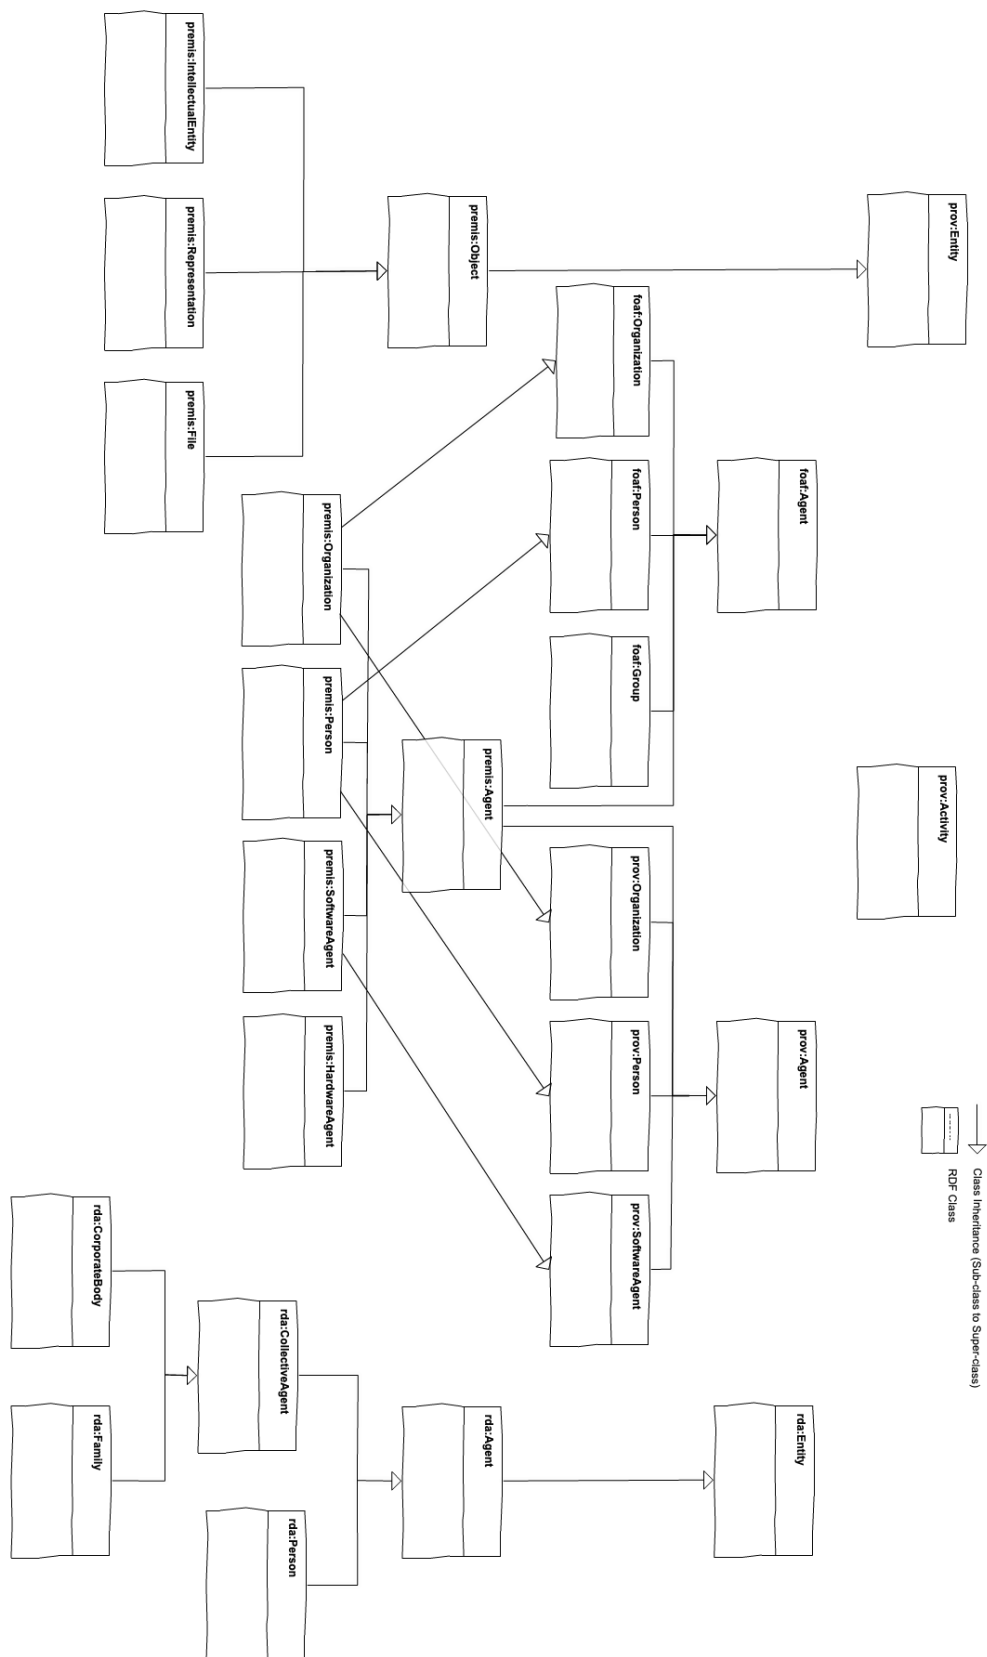 Class Inheritance (Sub-class to Super-class)
prov:Entity
prov:Activity
RDF Class
foaf:Agent
prov:Agent
rda:Entity
foaf:Organization
foaf:Person
foaf:Group
prov:Organization
prov:Person
prov:SoftwareAgent
premis:Object
premis:Agent
rda:Agent
premis:Organization
premis:Person
premis:SoftwareAgent
premis:HardwareAgent
rda:CollectiveAgent
rda:Person
premis:IntellectualEntity
premis:Representation
premis:File
rda:CorporateBody
rda:Family